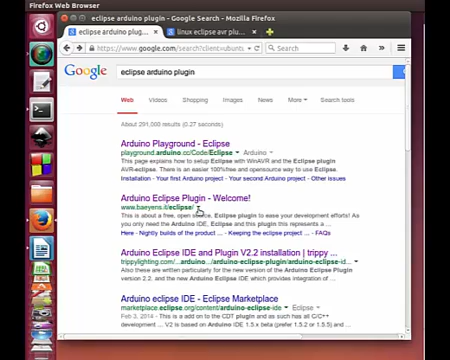 Firefox Web Browser
eclipse arduino plugin - Google Search - Mozilla Firefox
eclipse arduino plug... × linux eclipse avr plu... ×
https://www.google.com/search?client=ubuntu Search
Google eclipse arduino plugin
Web Videos Shopping Images News More Search tools
About 291,000 results (0.27 seconds)
Arduino Playground - Eclipse
playground.arduino.cc/Code/Eclipse Arduino
This page explains how to setup Eclipse with WinAVR and the Eclipse plugin
AVR-eclipse. There is an easier 100%free and opensource way to use Eclipse.
Installation - Your first Arduino project - Your second Arduino project - Other issues
Arduino Eclipse Plugin - Welcome!
www.baeyens.it/eclipse/
This is about a free, open source, Eclipse plugin to ease your development efforts! As
you only need the Arduino IDE, Eclipse and this plugin this represents a ...
Here - Nightly builds of the product ... - Keeping the eclipse project ... - FAQs
Arduino Eclipse IDE and Plugin V2.2 installation | trippy ...
trippylighting.com/...arduino.../arduino-eclipse-plugin/arduino-eclipse-id...
Also these are written particularly for the new version of the Arduino Eclipse Plugin
version 2.2. and the new Arduino IDE which provides integration of ...
Arduino eclipse IDE - Eclipse Marketplace
marketplace.eclipse.org/content/arduino-eclipse-ide Eclipse
Feb 3, 2014 - This is an add on to the CDT plugin and as such has all C/C++
development ... V2 is based on Arduino IDE 1.5.x beta (prefer 1.5.2 or 1.5.5) and ...